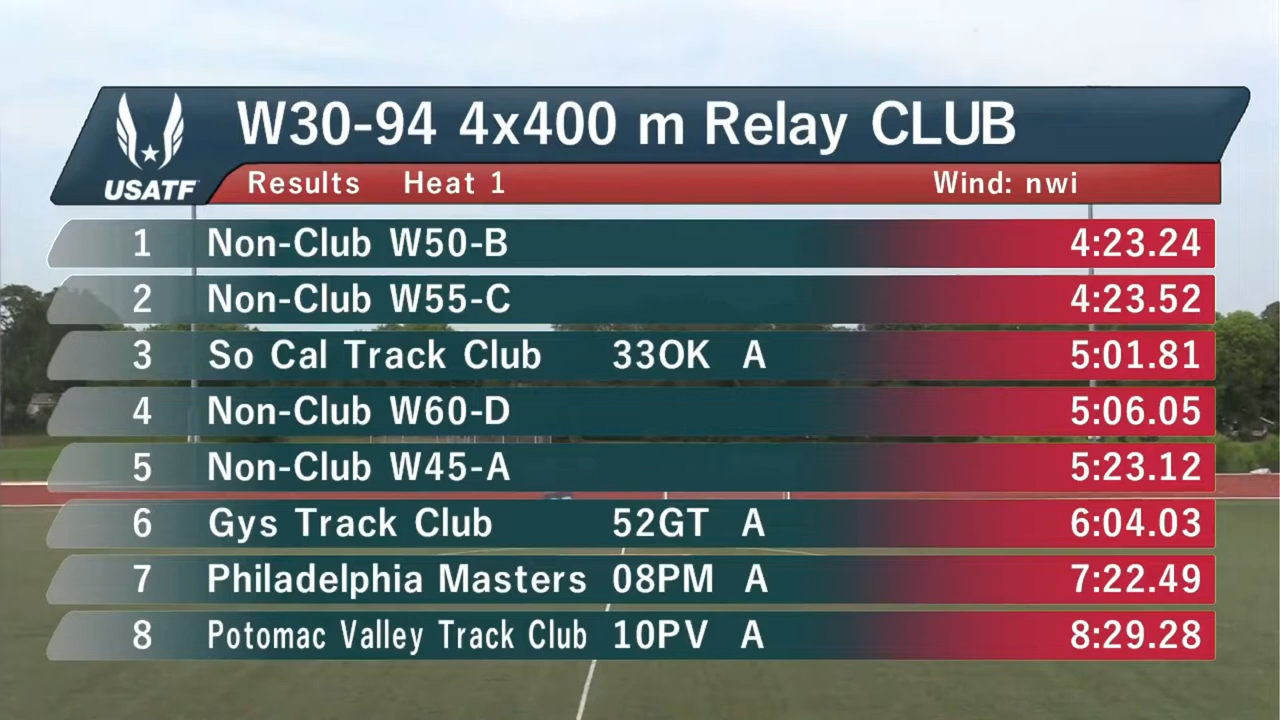 W30-94 4x400 m Relay CLUB
USATF
Results Heat 1 Wind: nwi
1 Non-Club W50-B 4:23.24
2 Non-Club W55-C 4:23.52
3 So Cal Track Club 33OK A 5:01.81
4 Non-Club W60-D 5:06.05
5 Non-Club W45-A 5:23.12
6 Gys Track Club 52GT A 6:04.03
7 Philadelphia Masters 08PM A 7:22.49
8 Potomac Valley Track Club 10PV A 8:29.28